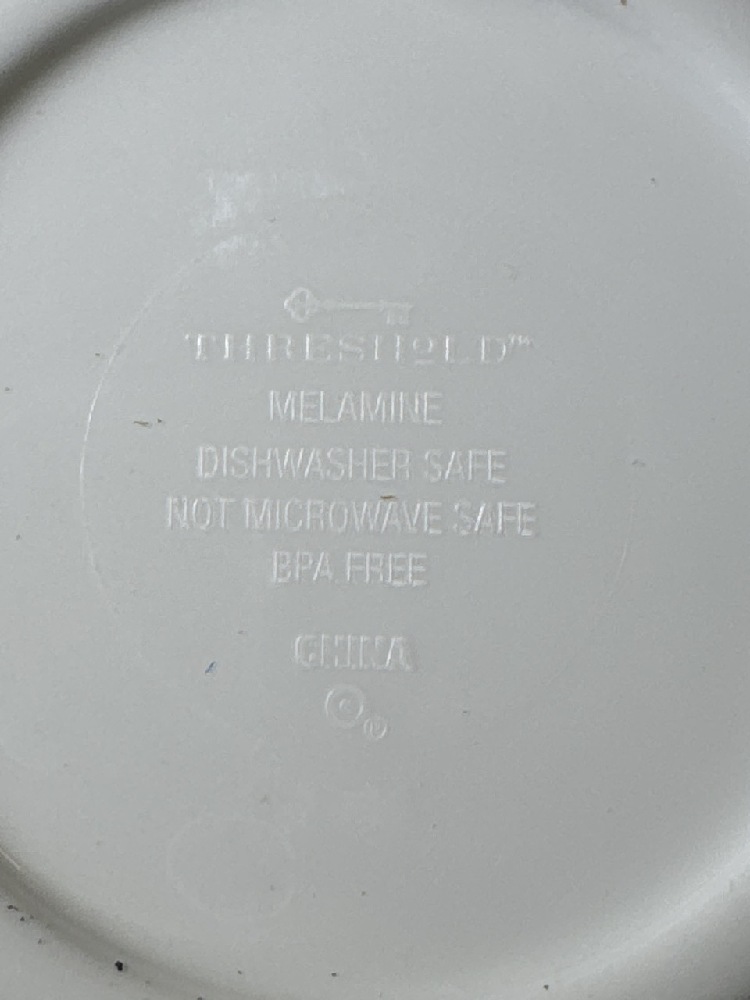 THRESHOLD™
MELAMINE
DISHWASHER SAFE
NOT MICROWAVE SAFE
BPA FREE
CHINA
©